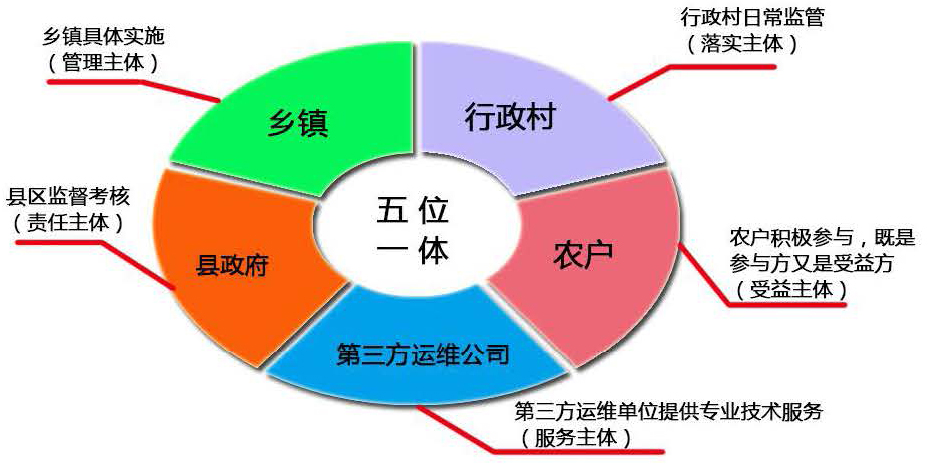 乡镇具体实施
（管理主体）
行政村日常监管
（落实主体）
乡镇
行政村
县区监督考核
（责任主体）
五 位
一 体
县政府
农户
农户积极参与，既是
参与方又是受益方
（受益主体）
第三方运维公司
第三方运维单位提供专业技术服务
（服务主体）